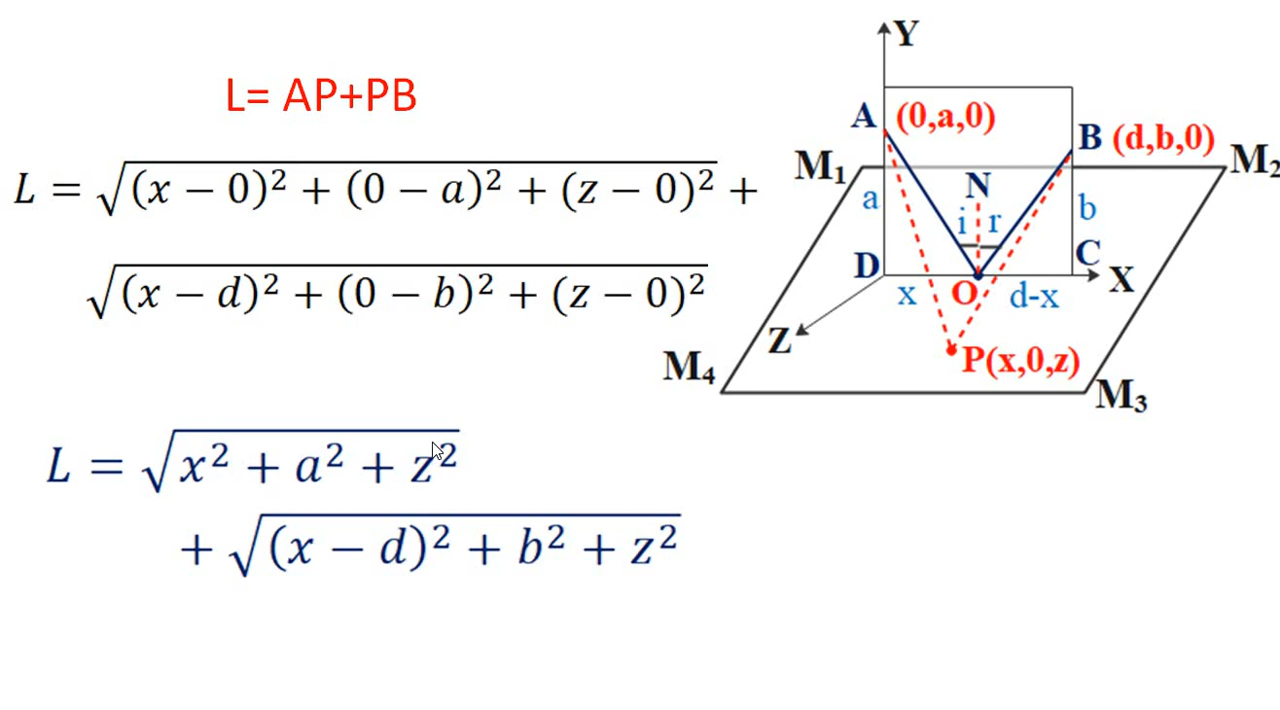 L= AP+PB
L = √(x − 0)² + (0 − a)² + (z − 0)² +
√(x − d)² + (0 − b)² + (z − 0)²
L = √x² + a² + z²
+ √(x − d)² + b² + z²
Y
A (0,a,0)
B (d,b,0)
M₁
M₂
N
a
i r
b
D
C
X
x
O
d-x
Z
P(x,0,z)
M₄
M₃